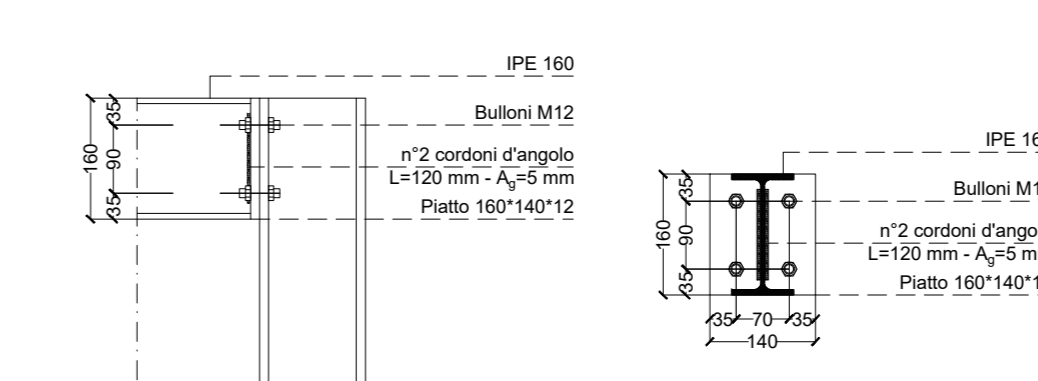 IPE 160
Bulloni M12
n°2 cordoni d'angolo
L=120 mm - Ag=5 mm
Piatto 160*140*12
160
35
90
35
IPE 16
Bulloni M1
n°2 cordoni d'ango
L=120 mm - Ag=5 m
Piatto 160*140*1
160
35
90
35
35
70
35
140